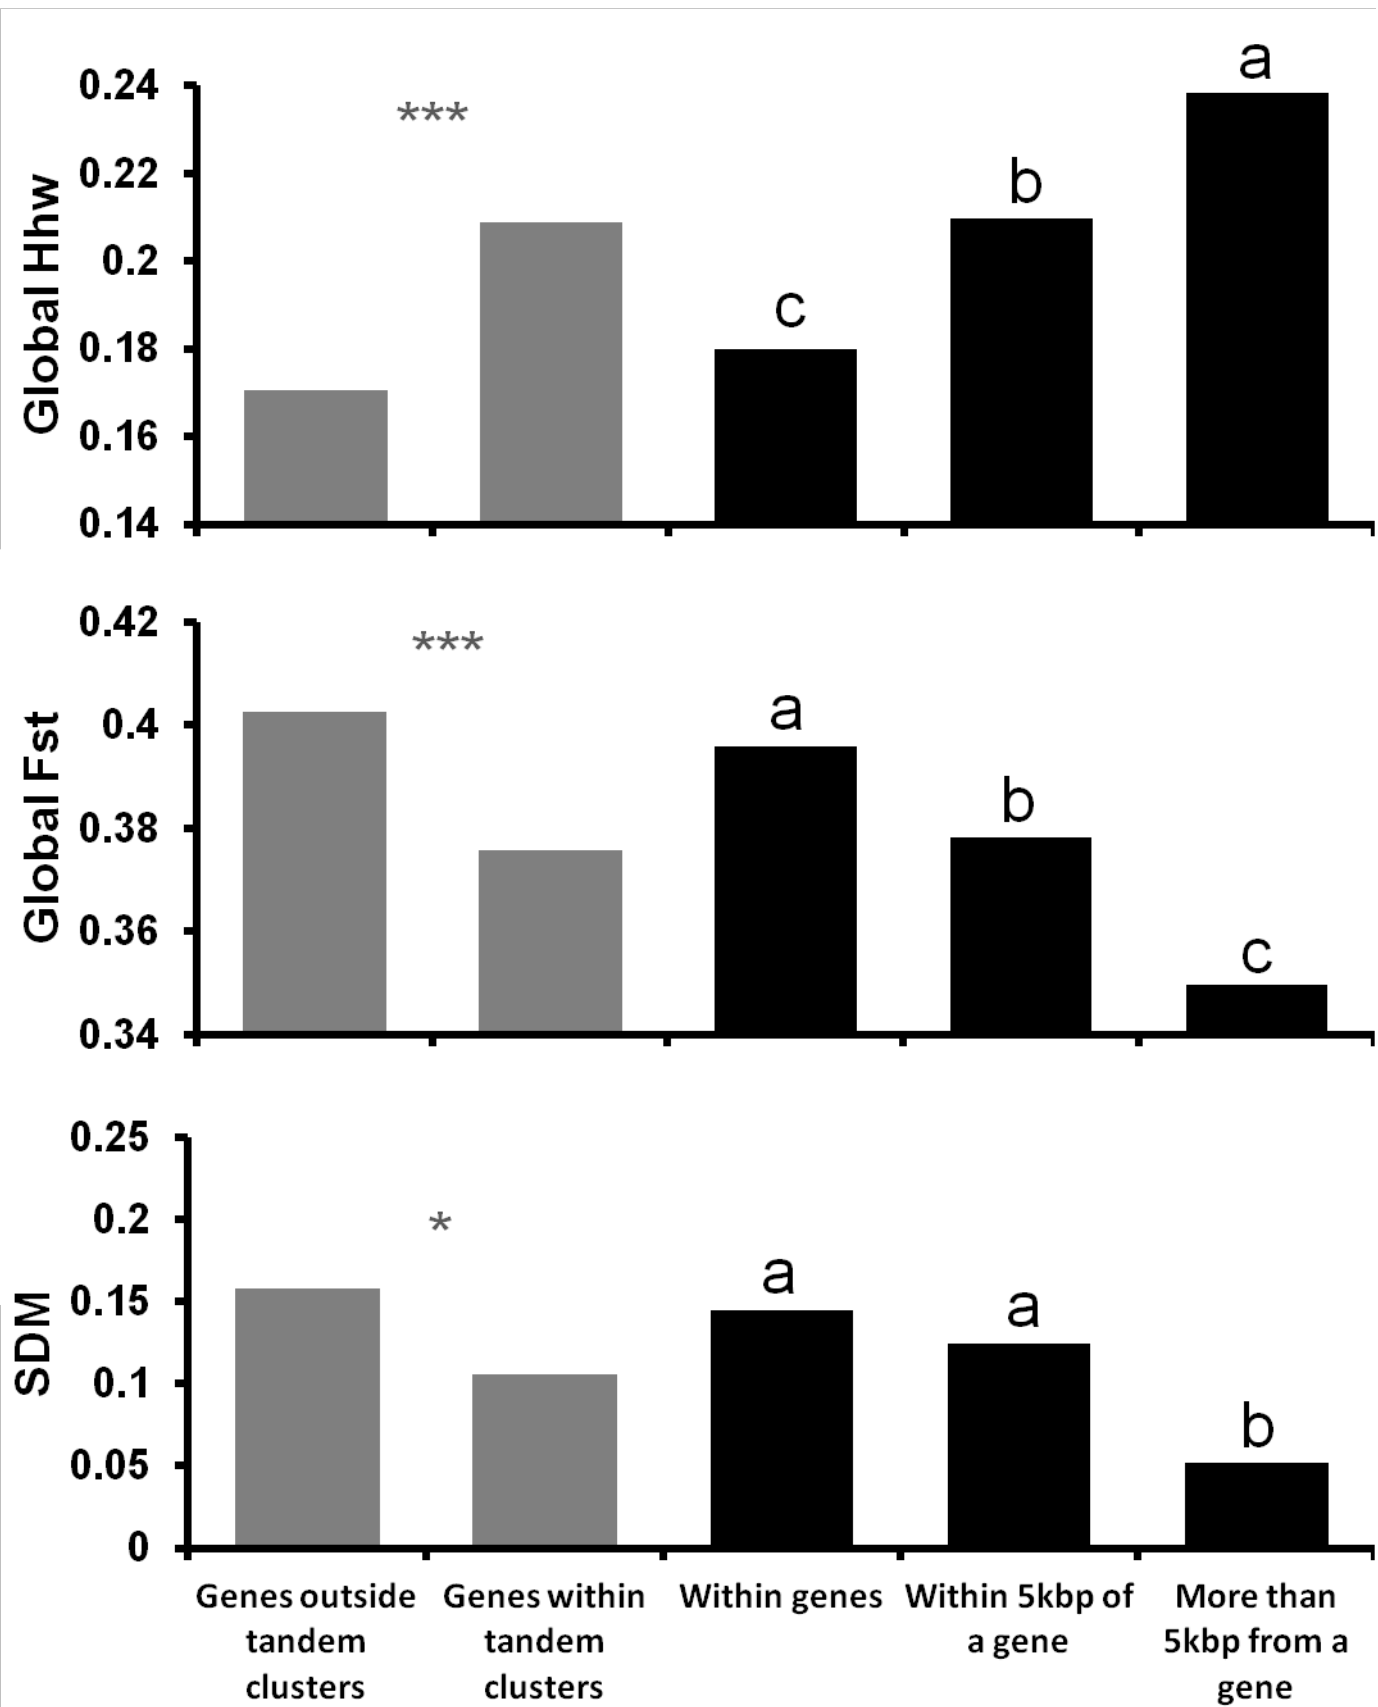 Global Hhw
0.24
0.22
0.2
0.18
0.16
0.14
***
c
b
a
Global Fst
0.42
0.4
0.38
0.36
0.34
***
a
b
c
SDM
0.25
0.2
0.15
0.1
0.05
0
*
a
a
b
Genes outside
tandem
clusters
Genes within
tandem
clusters
Within genes
Within 5kbp of
a gene
More than
5kbp from a
gene